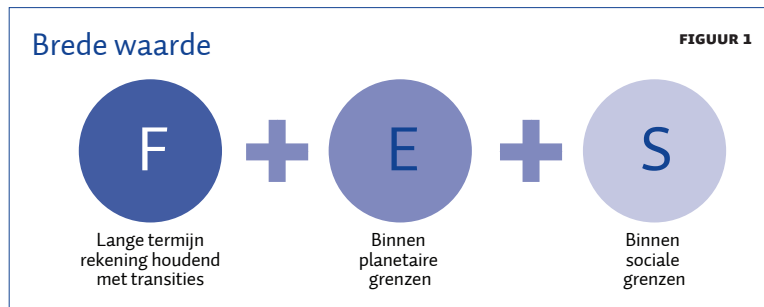 Brede waarde
FIGUUR 1
F + E + S
Lange termijn
rekening houdend
met transities
Binnen
planetaire
grenzen
Binnen
sociale
grenzen